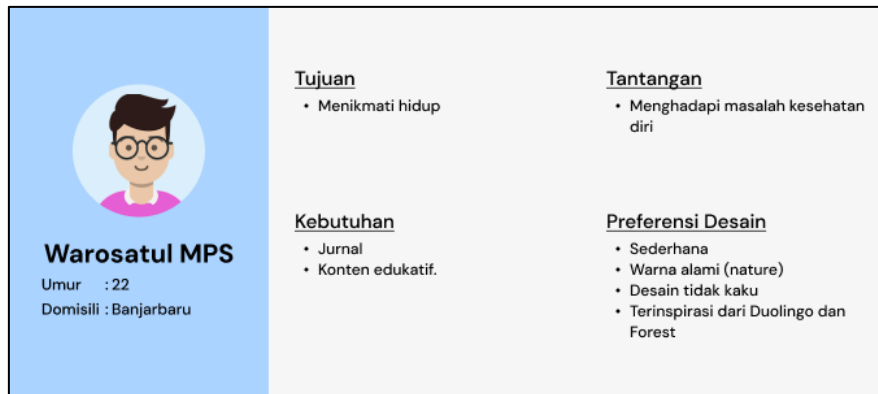 Warosatul MPS
Umur : 22
Domisili : Banjarbaru
Tujuan
• Menikmati hidup
Tantangan
• Menghadapi masalah kesehatan
diri
Kebutuhan
• Jurnal
• Konten edukatif.
Preferensi Desain
• Sederhana
• Warna alami (nature)
• Desain tidak kaku
• Terinspirasi dari Duolingo dan
Forest